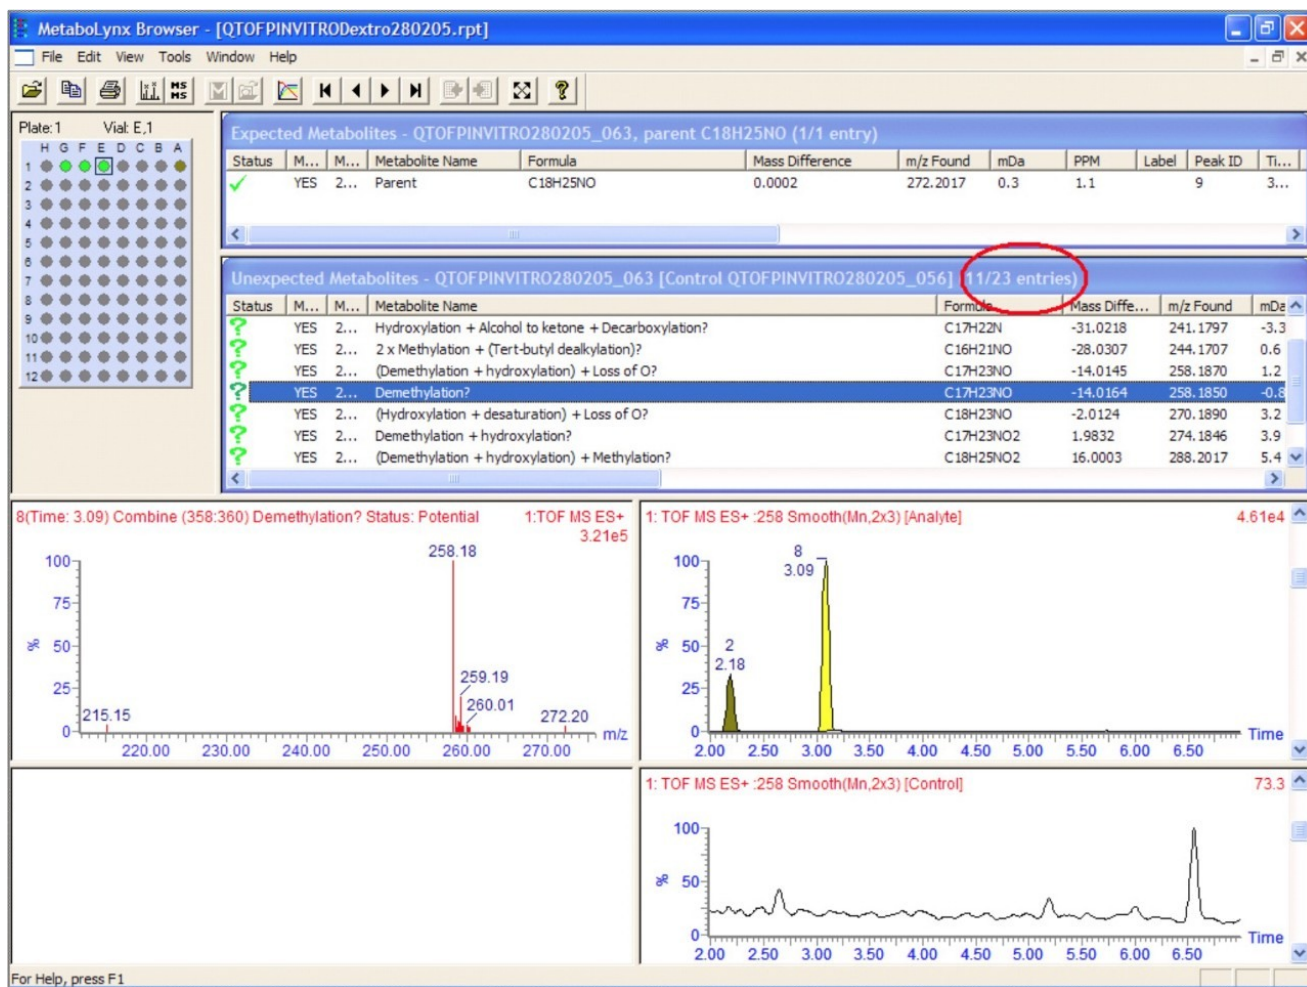 MetaboLynx Browser - [QTOFPINVITRODextro280205.rpt]
File Edit View Tools Window Help
MS
MS
Plate: 1 Vial: E,1
H G F E D C B A
1
2
3
4
5
6
7
8
9
10
11
12
Expected Metabolites - QTOFPINVITRO280205_063, parent C18H25NO (1/1 entry)
Status M... M... Metabolite Name Formula Mass Difference m/z Found mDa PPM Label Peak ID Ti...
YES 2... Parent C18H25NO 0.0002 272.2017 0.3 1.1 9 3...
Unexpected Metabolites - QTOFPINVITRO280205_063 [Control QTOFPINVITRO280205_056] (11/23 entries)
Status M... M... Metabolite Name Formula Mass Diffe... m/z Found mDa
? YES 2... Hydroxylation + Alcohol to ketone + Decarboxylation? C17H22N -31.0218 241.1797 -3.3
? YES 2... 2 x Methylation + (Tert-butyl dealkylation)? C16H21NO -28.0307 244.1707 0.6
? YES 2... (Demethylation + hydroxylation) + Loss of O? C17H23NO -14.0145 258.1870 1.2
? YES 2... Demethylation? C17H23NO -14.0164 258.1850 -0.8
? YES 2... (Hydroxylation + desaturation) + Loss of O? C18H23NO -2.0124 270.1890 3.2
? YES 2... Demethylation + hydroxylation? C17H23NO2 1.9832 274.1846 3.9
? YES 2... (Demethylation + hydroxylation) + Methylation? C18H25NO2 16.0003 288.2017 5.4
8(Time: 3.09) Combine (358:360) Demethylation? Status: Potential 1:TOF MS ES+
3.21e5
258.18
100
75
% 50
25
0
215.15
259.19
260.01
272.20
220.00 230.00 240.00 250.00 260.00 270.00 m/z
1: TOF MS ES+ :258 Smooth(Mn,2x3) [Analyte] 4.61e4
8
3.09
2
2.18
100
75
% 50
25
0
2.00 2.50 3.00 3.50 4.00 4.50 5.00 5.50 6.00 6.50 Time
1: TOF MS ES+ :258 Smooth(Mn,2x3) [Control] 73.3
100
% 50
0
2.00 2.50 3.00 3.50 4.00 4.50 5.00 5.50 6.00 6.50 Time
For Help, press F1